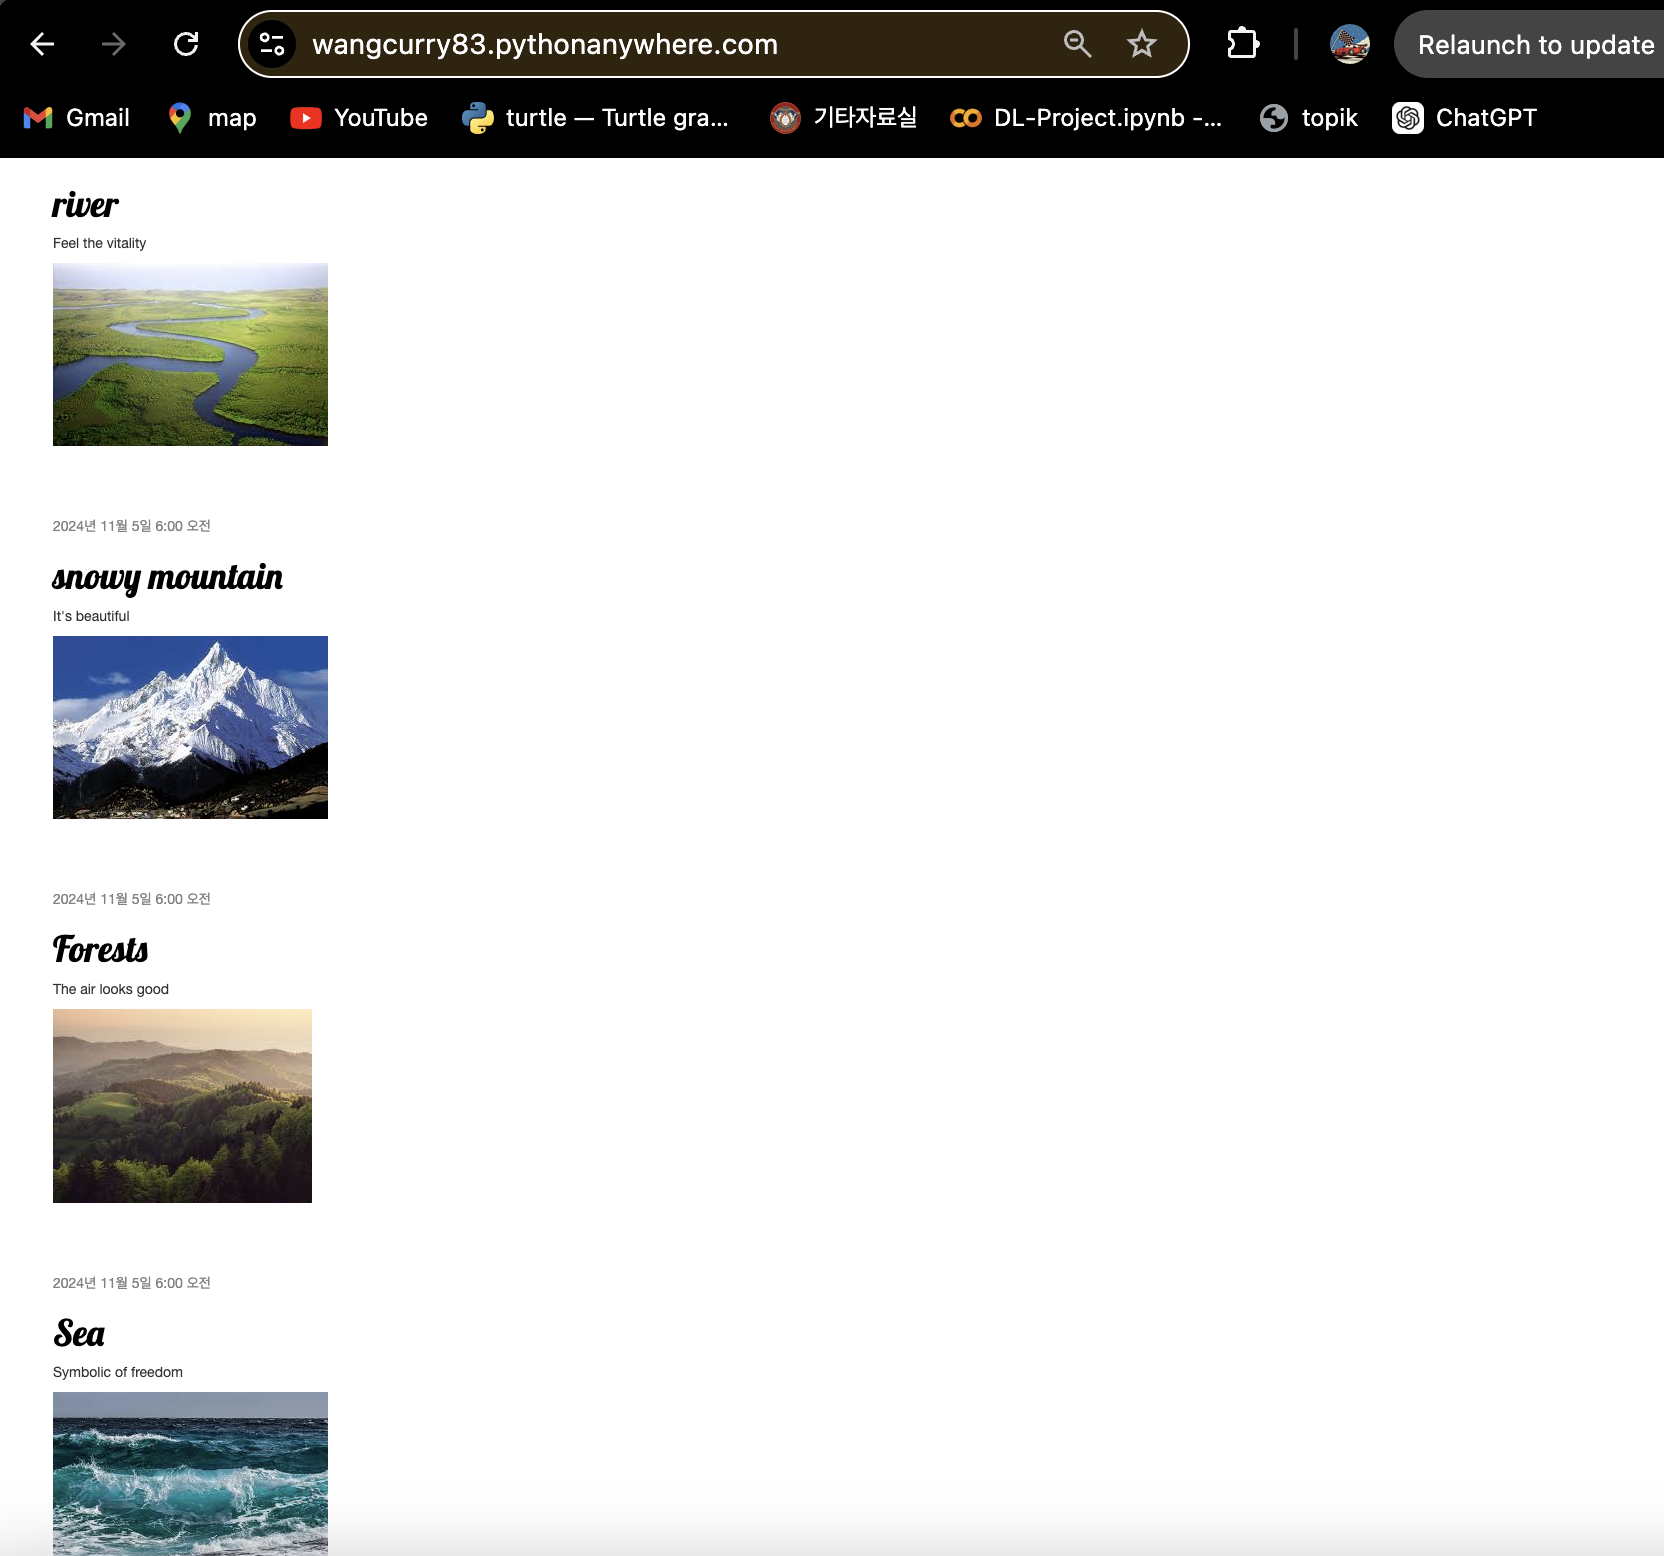 wangcurry83.pythonanywhere.com
Relaunch to update
Gmail
map
YouTube
turtle — Turtle gra...
기타자료실
DL-Project.ipynb -...
topik
ChatGPT
river
Feel the vitality
2024년 11월 5일 6:00 오전
snowy mountain
It's beautiful
2024년 11월 5일 6:00 오전
Forests
The air looks good
2024년 11월 5일 6:00 오전
Sea
Symbolic of freedom